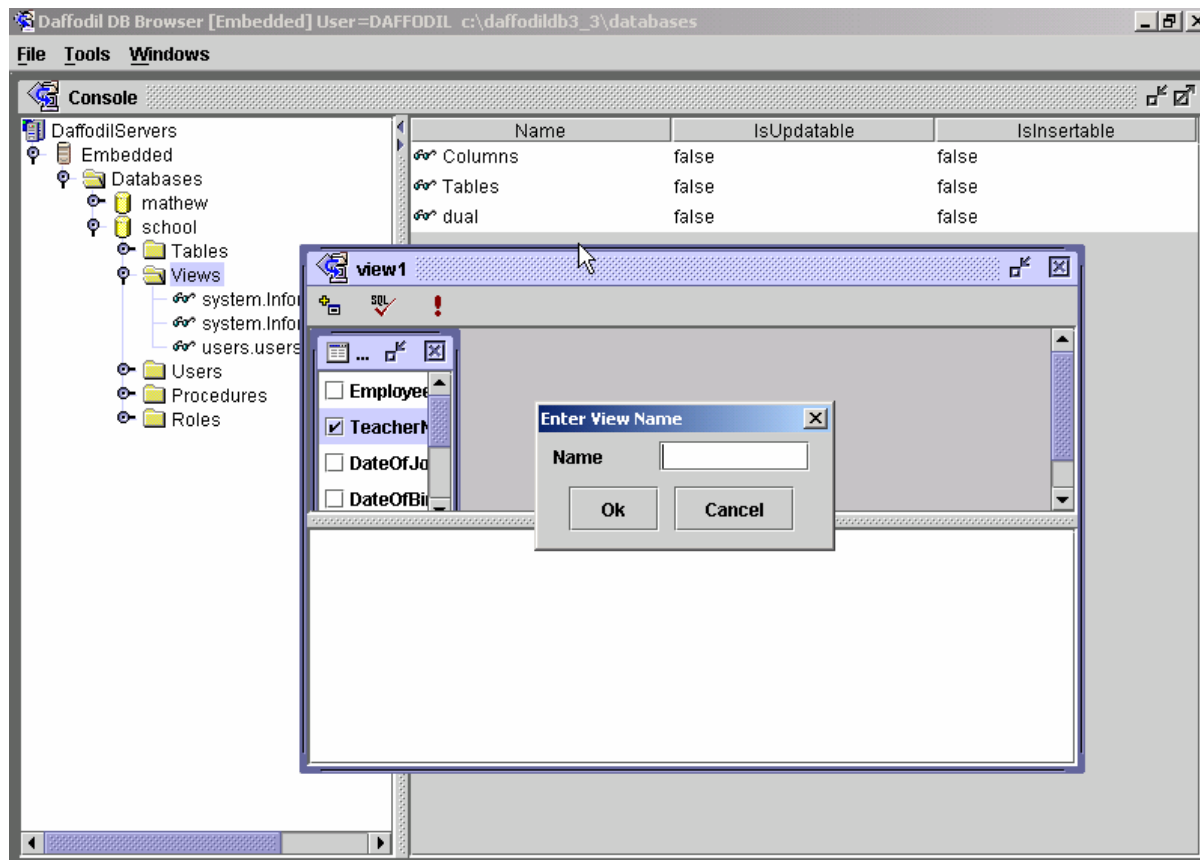 Daffodil DB Browser [Embedded] User=DAFFODIL c:\daffodildb3_3\databases
File Tools Windows
Console
DaffodilServers
Embedded
Databases
mathew
school
Tables
Views
system.Infor
system.Infor
users.users
Users
Procedures
Roles
Name IsUpdatable IsInsertable
Columns false false
Tables false false
dual false false
view1
SQL
...
Employee
TeacherN
DateOfJo
DateOfBir
Enter View Name
Name
Ok Cancel